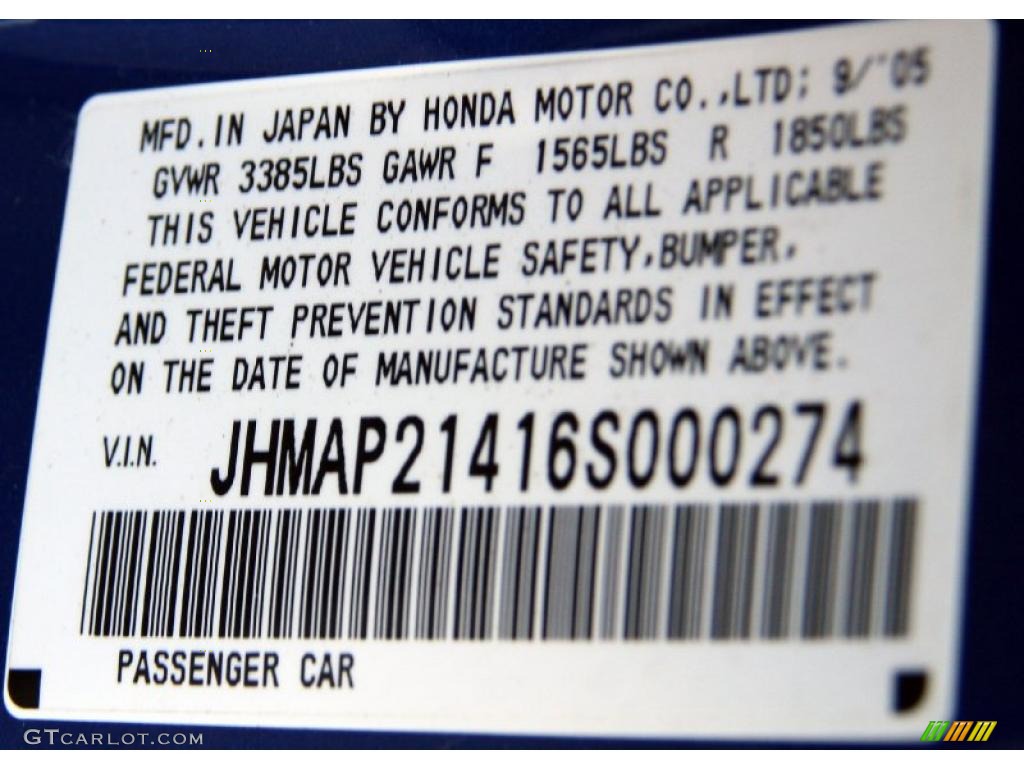 MFD. IN JAPAN BY HONDA MOTOR CO.,LTD; 9/'05
GVWR 3385LBS GAWR F 1565LBS R 1850LBS
THIS VEHICLE CONFORMS TO ALL APPLICABLE
FEDERAL MOTOR VEHICLE SAFETY, BUMPER,
AND THEFT PREVENTION STANDARDS IN EFFECT
ON THE DATE OF MANUFACTURE SHOWN ABOVE.
V.I.N. JHMAP21416S000274
PASSENGER CAR
GTCARLOT.COM